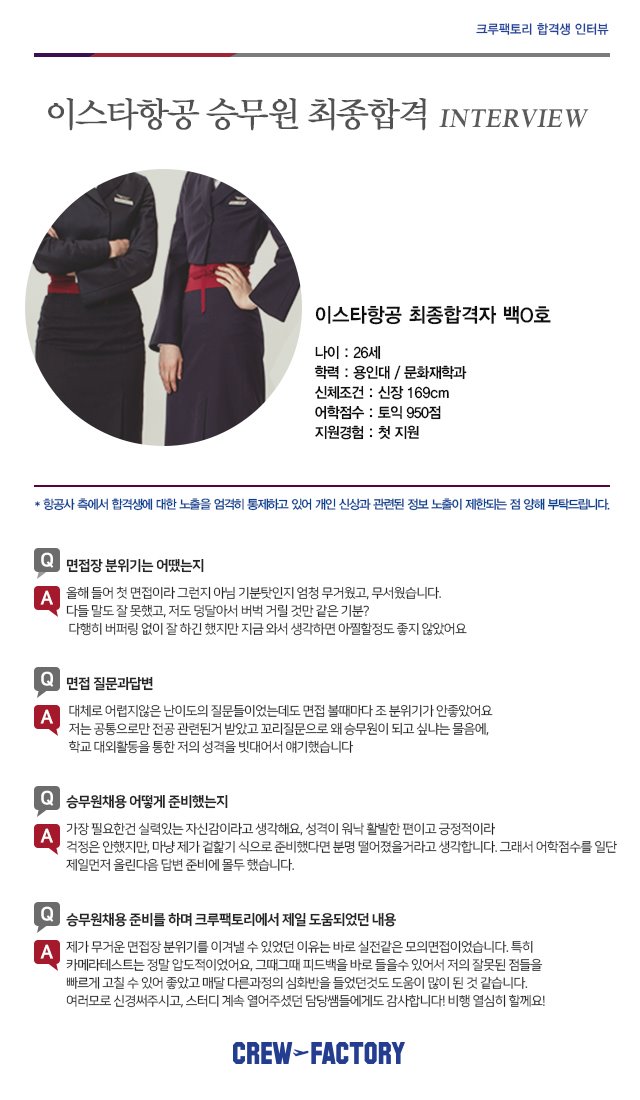 크루팩토리 합격생 인터뷰
이스타항공 승무원 최종합격 INTERVIEW
이스타항공 최종합격자 백O호
나이 : 26세
학력 : 용인대 / 문화재학과
신체조건 : 신장 169cm
어학점수 : 토익 950점
지원경험 : 첫 지원
* 항공사 측에서 합격생에 대한 노출을 엄격히 통제하고 있어 개인 신상과 관련된 정보 노출이 제한되는 점 양해 부탁드립니다.
Q 면접장 분위기는 어땠는지
A 올해 들어 첫 면접이라 그런지 아님 기분탓인지 엄청 무거웠고, 무서웠습니다.
다들 말도 잘 못했고, 저도 덩달아서 버벅 거릴 것만 같은 기분?
다행히 버퍼링 없이 잘 하긴 했지만 지금 와서 생각하면 아찔할정도 좋지 않았어요
Q 면접 질문과답변
A 대체로 어렵지않은 난이도의 질문들이었는데도 면접 볼때마다 조 분위기가 안좋았어요
저는 공통으로만 전공 관련된거 받았고 꼬리질문으로 왜 승무원이 되고 싶냐는 물음에,
학교 대외활동을 통한 저의 성격을 빗대어서 얘기했습니다
Q 승무원채용 어떻게 준비했는지
A 가장 필요한건 실력있는 자신감이라고 생각해요, 성격이 워낙 활발한 편이고 긍정적이라
걱정은 안했지만, 마냥 제가 겉핥기 식으로 준비했다면 분명 떨어졌을거라고 생각합니다. 그래서 어학점수를 일단
제일먼저 올린다음 답변 준비에 몰두 했습니다.
Q 승무원채용 준비를 하며 크루팩토리에서 제일 도움되었던 내용
A 제가 무거운 면접장 분위기를 이겨낼 수 있었던 이유는 바로 실전같은 모의면접이었습니다. 특히
카메라테스트는 정말 압도적이었어요, 그때그때 피드백을 바로 들을수 있어서 저의 잘못된 점들을
빠르게 고칠 수 있어 좋았고 매달 다른과정의 심화반을 들었던것도 도움이 많이 된 것 같습니다.
여러모로 신경써주시고, 스터디 계속 열어주셨던 담당쌤들에게도 감사합니다! 비행 열심히 할께요!
CREW FACTORY